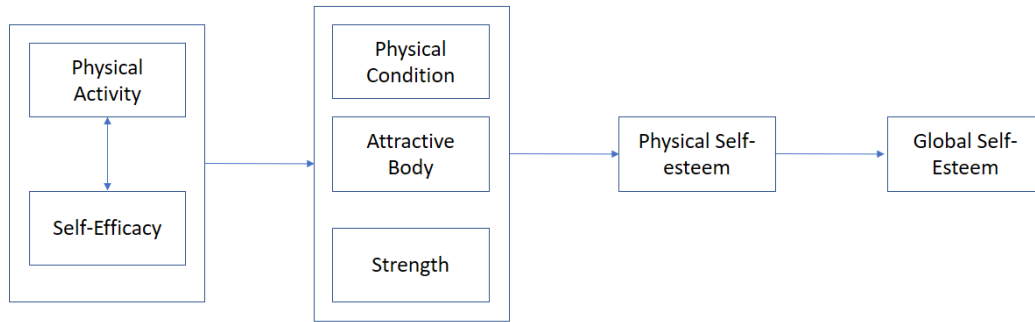 Physical
Activity
Self-Efficacy
Physical
Condition
Attractive
Body
Strength
Physical Self-
esteem
Global Self-
Esteem